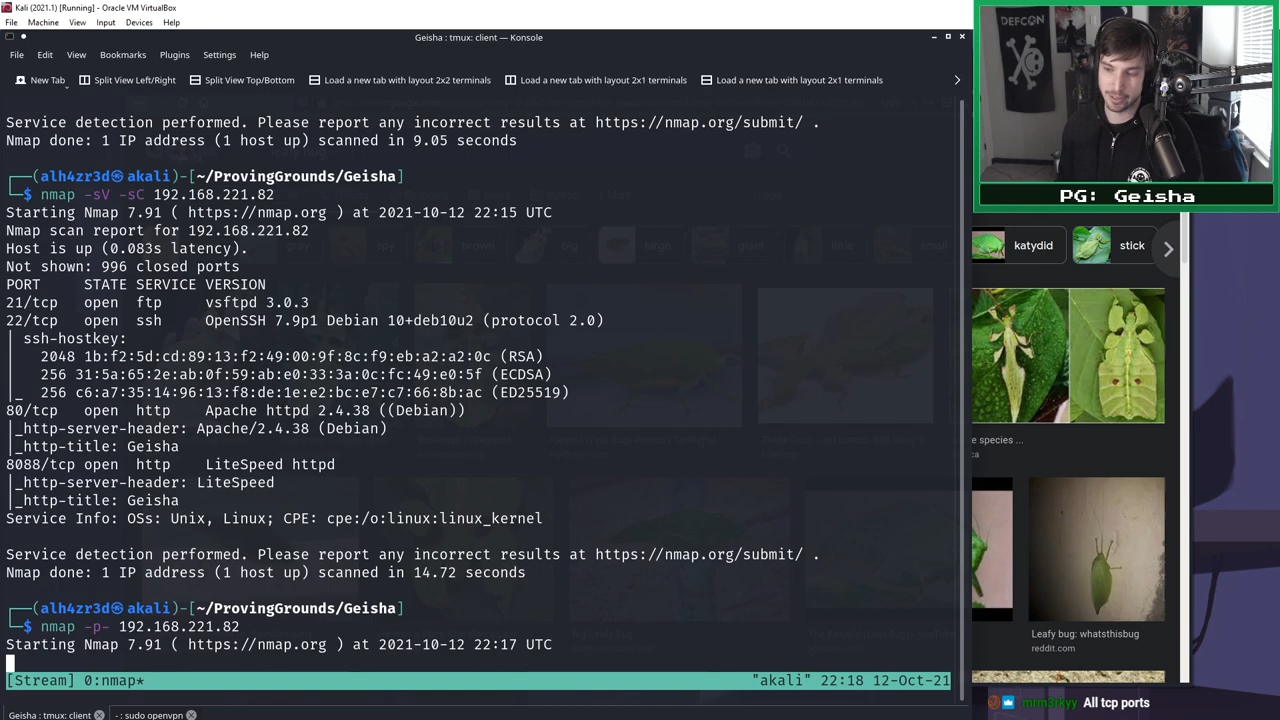 Kali (2021.1) [Running] - Oracle VM VirtualBox
File Machine View Input Devices Help
Geisha : tmux: client — Konsole
File Edit View Bookmarks Plugins Settings Help
New Tab Split View Left/Right Split View Top/Bottom Load a new tab with layout 2x2 terminals Load a new tab with layout 2x1 terminals Load a new tab with layout 2x1 terminals
Service detection performed. Please report any incorrect results at https://nmap.org/submit/ .
Nmap done: 1 IP address (1 host up) scanned in 9.05 seconds
┌──(alh4zr3d㉿akali)-[~/ProvingGrounds/Geisha]
└─$ nmap -sV -sC 192.168.221.82
Starting Nmap 7.91 ( https://nmap.org ) at 2021-10-12 22:15 UTC
Nmap scan report for 192.168.221.82
Host is up (0.083s latency).
Not shown: 996 closed ports
PORT STATE SERVICE VERSION
21/tcp open ftp vsftpd 3.0.3
22/tcp open ssh OpenSSH 7.9p1 Debian 10+deb10u2 (protocol 2.0)
| ssh-hostkey:
| 2048 1b:f2:5d:cd:89:13:f2:49:00:9f:8c:f9:eb:a2:a2:0c (RSA)
| 256 31:5a:65:2e:ab:0f:59:ab:e0:33:3a:0c:fc:49:e0:5f (ECDSA)
|_ 256 c6:a7:35:14:96:13:f8:de:1e:e2:bc:e7:c7:66:8b:ac (ED25519)
80/tcp open http Apache httpd 2.4.38 ((Debian))
|_http-server-header: Apache/2.4.38 (Debian)
|_http-title: Geisha
8088/tcp open http LiteSpeed httpd
|_http-server-header: LiteSpeed
|_http-title: Geisha
Service Info: OSs: Unix, Linux; CPE: cpe:/o:linux:linux_kernel
Service detection performed. Please report any incorrect results at https://nmap.org/submit/ .
Nmap done: 1 IP address (1 host up) scanned in 14.72 seconds
┌──(alh4zr3d㉿akali)-[~/ProvingGrounds/Geisha]
└─$ nmap -p- 192.168.221.82
Starting Nmap 7.91 ( https://nmap.org ) at 2021-10-12 22:17 UTC
[Stream] 0:nmap* "akali" 22:18 12-Oct-21
Geisha : tmux: client - : sudo openvpn
DEFCON
PG: Geisha
katydid stick
e species ...
ca
Leafy bug: whatsthisbug
reddit.com
mrm3rkyy All tcp ports